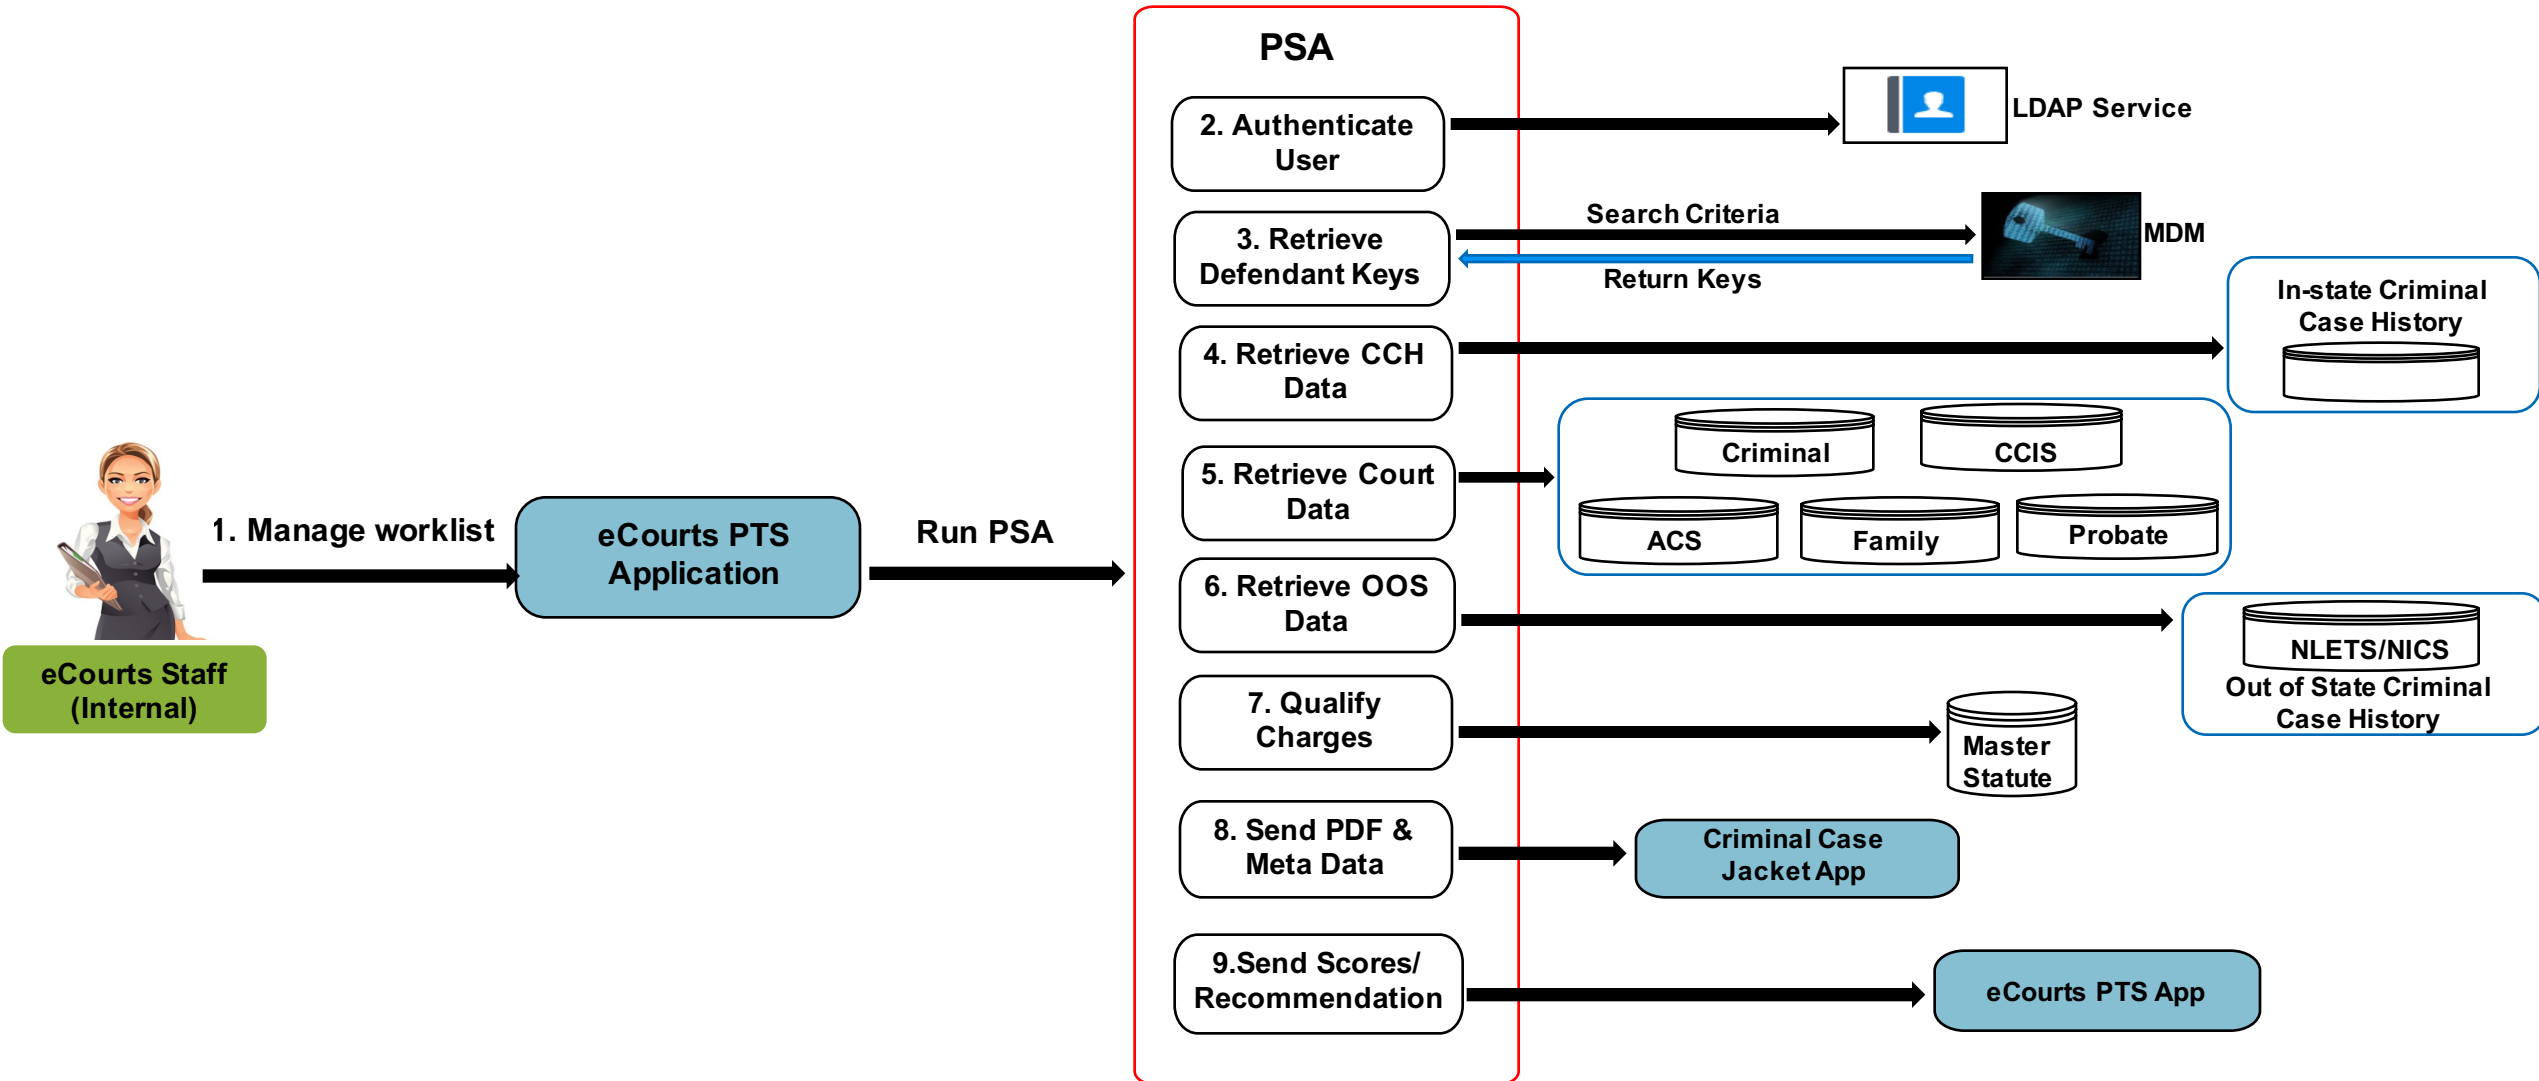 PSA
2. Authenticate
User
LDAP Service
3. Retrieve
Defendant Keys
Search Criteria
Return Keys
MDM
4. Retrieve CCH
Data
In-state Criminal
Case History
5. Retrieve Court
Data
Criminal
CCIS
ACS
Family
Probate
1. Manage worklist
eCourts PTS
Application
Run PSA
eCourts Staff
(Internal)
6. Retrieve OOS
Data
NLETS/NICS
Out of State Criminal
Case History
7. Qualify
Charges
Master
Statute
8. Send PDF &
Meta Data
Criminal Case
Jacket App
9.Send Scores/
Recommendation
eCourts PTS App